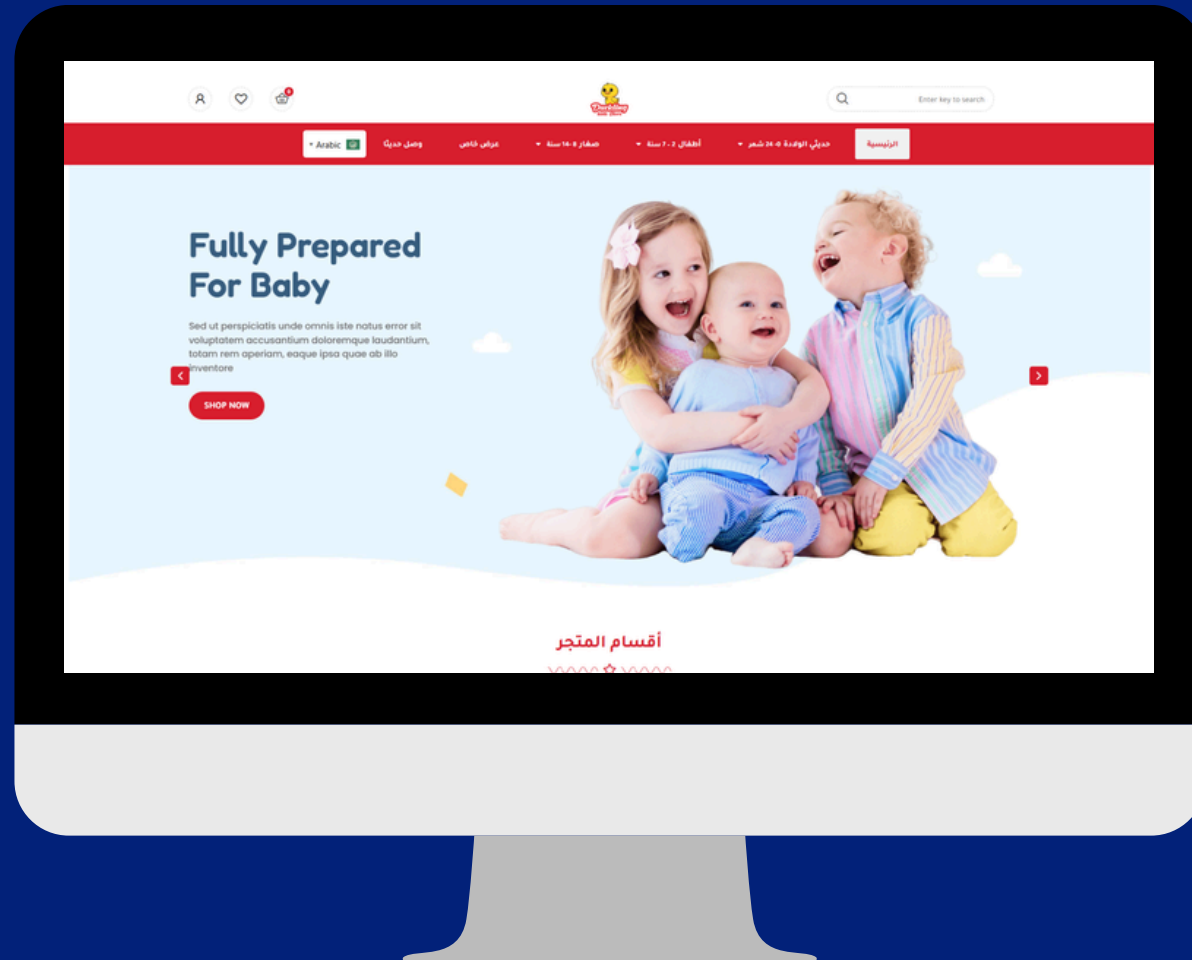 0
Enter key to search
الرئيسية
حديثي الولادة 0- 24 شهر
أطفال 2 - 7 سنة
صغار 8 -14 سنة
عرض خاص
وصل حديثا
Arabic
Fully Prepared
For Baby
Sed ut perspiciatis unde omnis iste natus error sit
voluptatem accusantium doloremque laudantium,
totam rem aperiam, eaque ipsa quae ab illo
inventore
SHOP NOW
أقسام المتجر